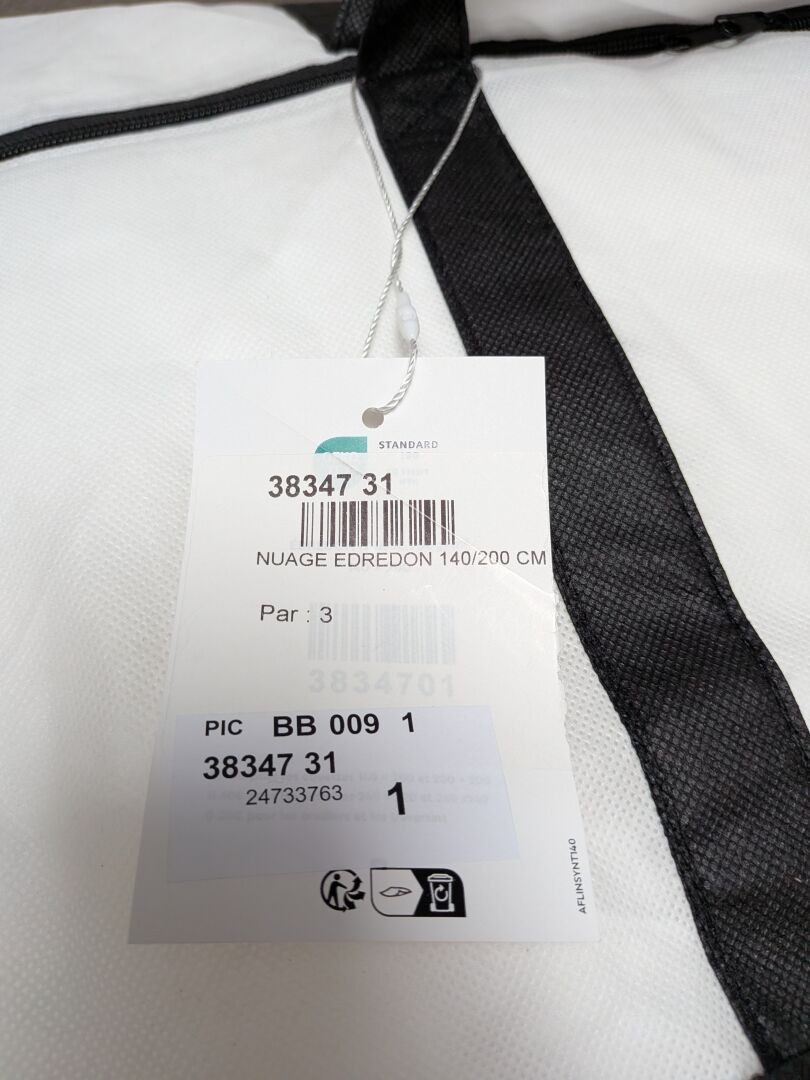 STANDARD
38347 31
NUAGE EDREDON 140/200 CM
Par : 3
3834701
PIC BB 009 1
38347 31
24733763 1
AFLINSYNT140